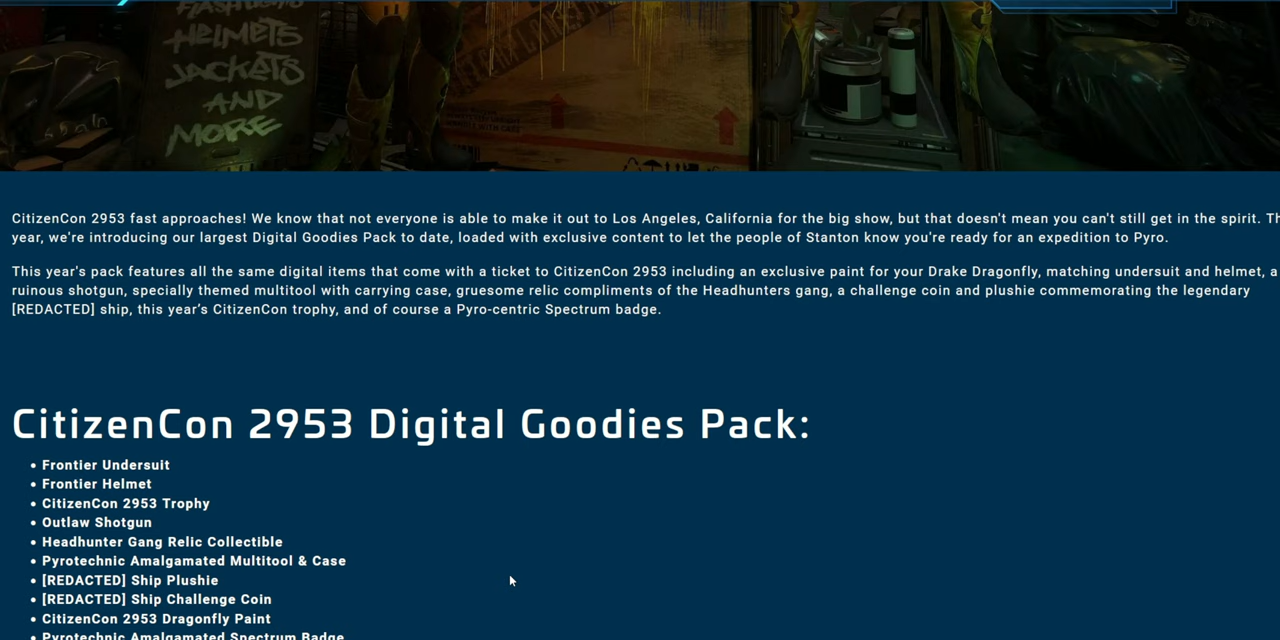 FLASHLIGHTS
HELMETS
JACKETS
AND
MORE
CitizenCon 2953 fast approaches! We know that not everyone is able to make it out to Los Angeles, California for the big show, but that doesn't mean you can't still get in the spirit.
year, we're introducing our largest Digital Goodies Pack to date, loaded with exclusive content to let the people of Stanton know you're ready for an expedition to Pyro.
This year's pack features all the same digital items that come with a ticket to CitizenCon 2953 including an exclusive paint for your Drake Dragonfly, matching undersuit and helmet, a
ruinous shotgun, specially themed multitool with carrying case, gruesome relic compliments of the Headhunters gang, a challenge coin and plushie commemorating the legendary
[REDACTED] ship, this year’s CitizenCon trophy, and of course a Pyro-centric Spectrum badge.
CitizenCon 2953 Digital Goodies Pack:
• Frontier Undersuit
• Frontier Helmet
• CitizenCon 2953 Trophy
• Outlaw Shotgun
• Headhunter Gang Relic Collectible
• Pyrotechnic Amalgamated Multitool & Case
• [REDACTED] Ship Plushie
• [REDACTED] Ship Challenge Coin
• CitizenCon 2953 Dragonfly Paint
• Pyrotechnic Amalgamated Spectrum Badge